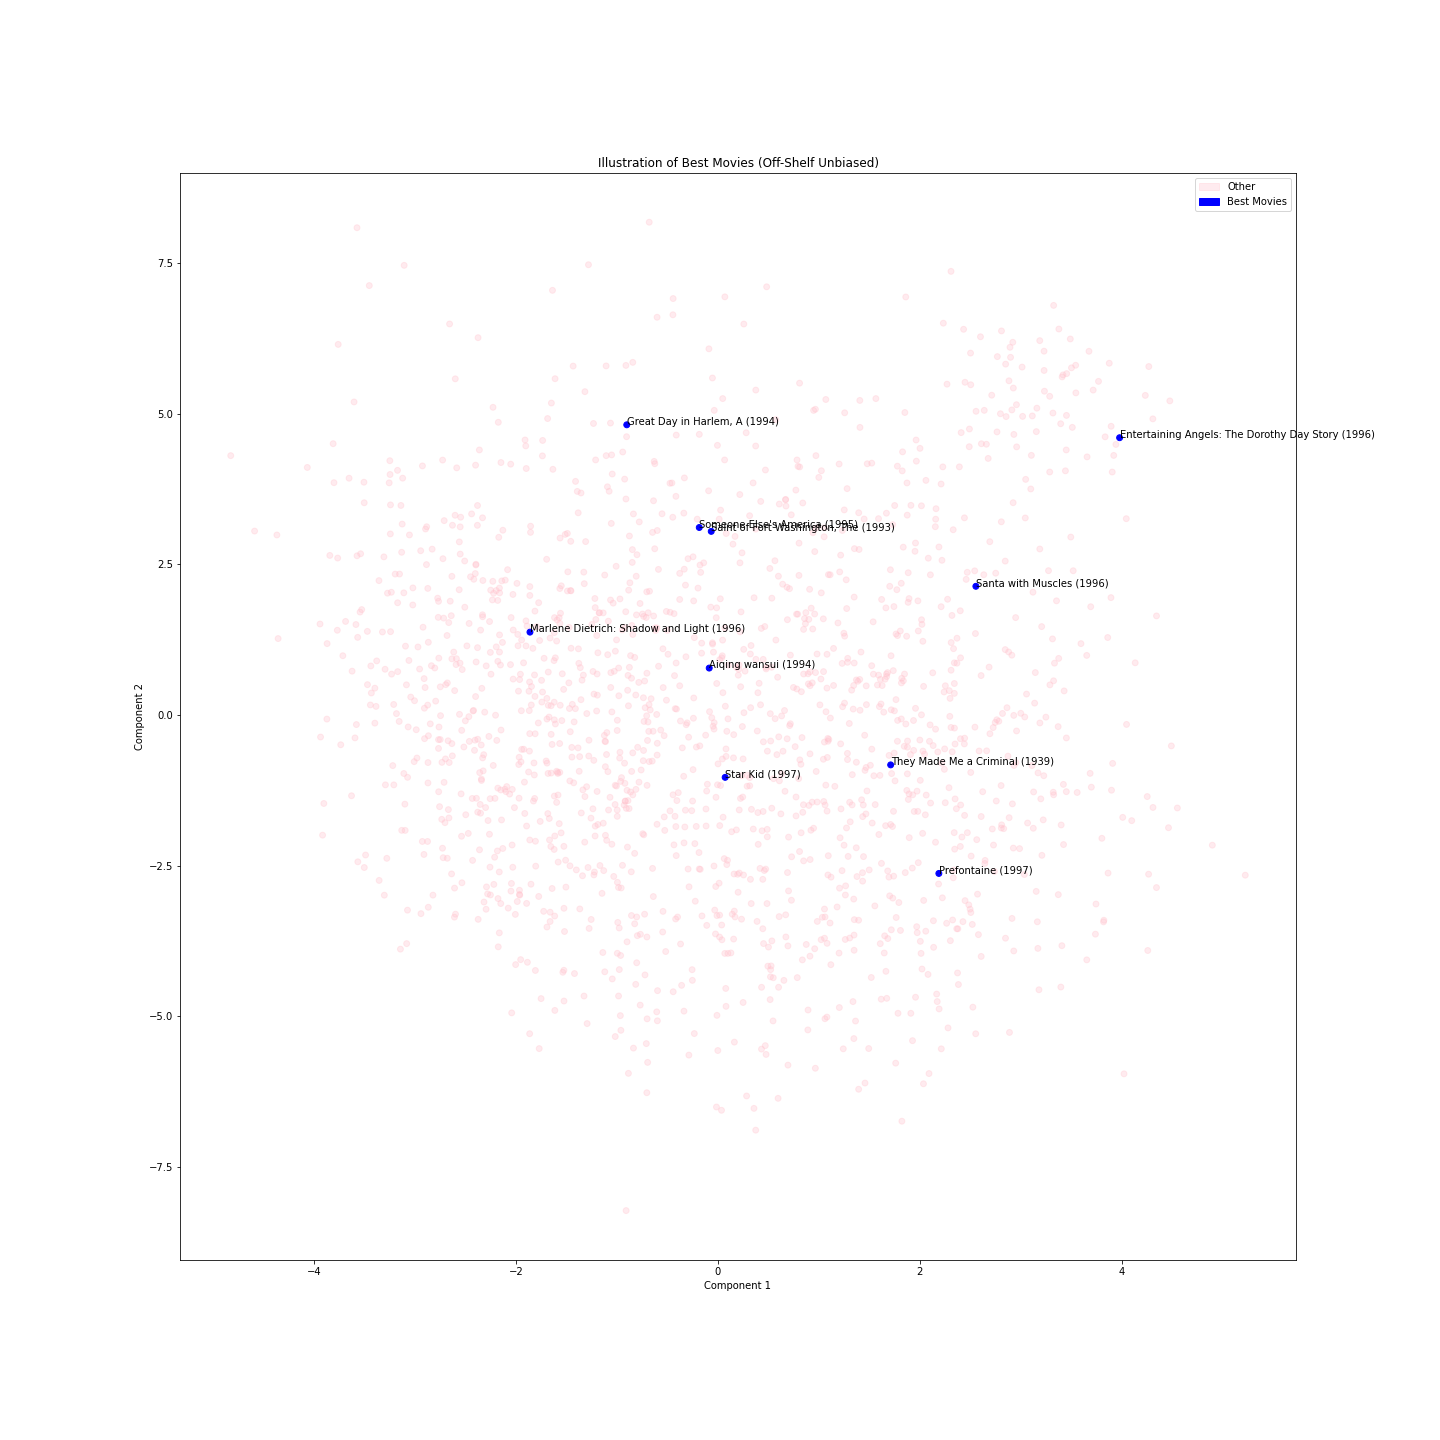 Illustration of Best Movies (Off-Shelf Unbiased)
Other
Best Movies
7.5
5.0
2.5
0.0
−2.5
−5.0
−7.5
Component 2
Great Day in Harlem, A (1994)
Entertaining Angels: The Dorothy Day Story (1996)
Someone Else's America (1995)
Saint of Fort Washington, The (1993)
Santa with Muscles (1996)
Marlene Dietrich: Shadow and Light (1996)
Aiqing wansui (1994)
They Made Me a Criminal (1939)
Star Kid (1997)
Prefontaine (1997)
−4
−2
0
2
4
Component 1